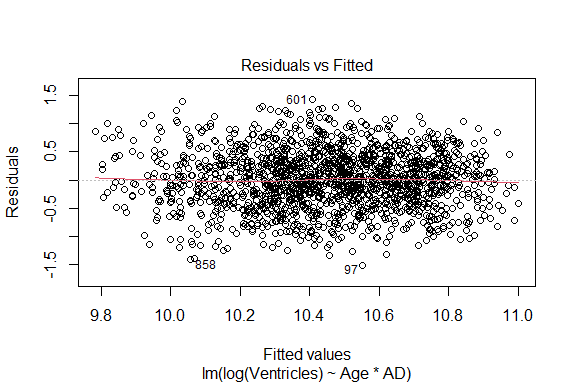 Residuals vs Fitted
Residuals
1.5
0.5
-0.5
-1.5
601
858
97
9.8 10.0 10.2 10.4 10.6 10.8 11.0
Fitted values
lm(log(Ventricles) ~ Age * AD)